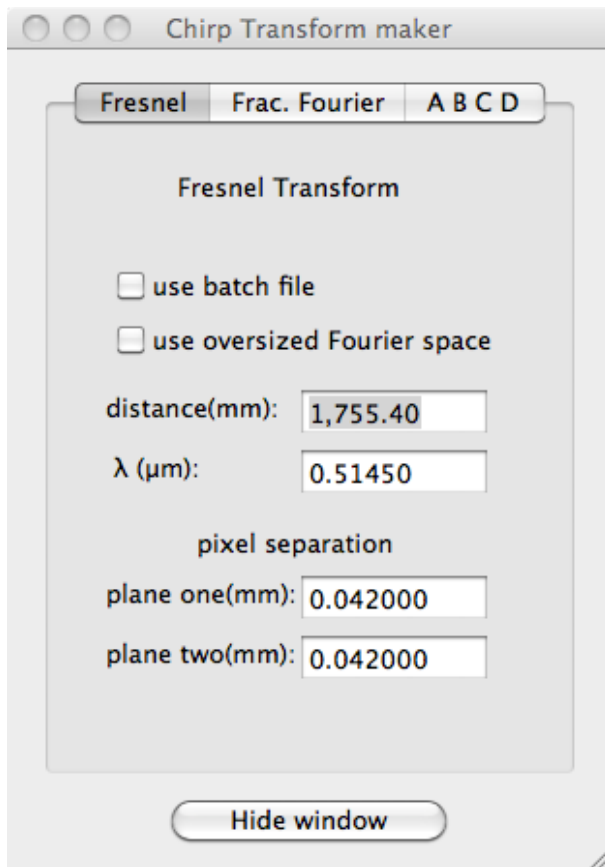 Chirp Transform maker
Fresnel Frac. Fourier A B C D
Fresnel Transform
use batch file
use oversized Fourier space
distance(mm): 1,755.40
λ (μm): 0.51450
pixel separation
plane one(mm): 0.042000
plane two(mm): 0.042000
Hide window